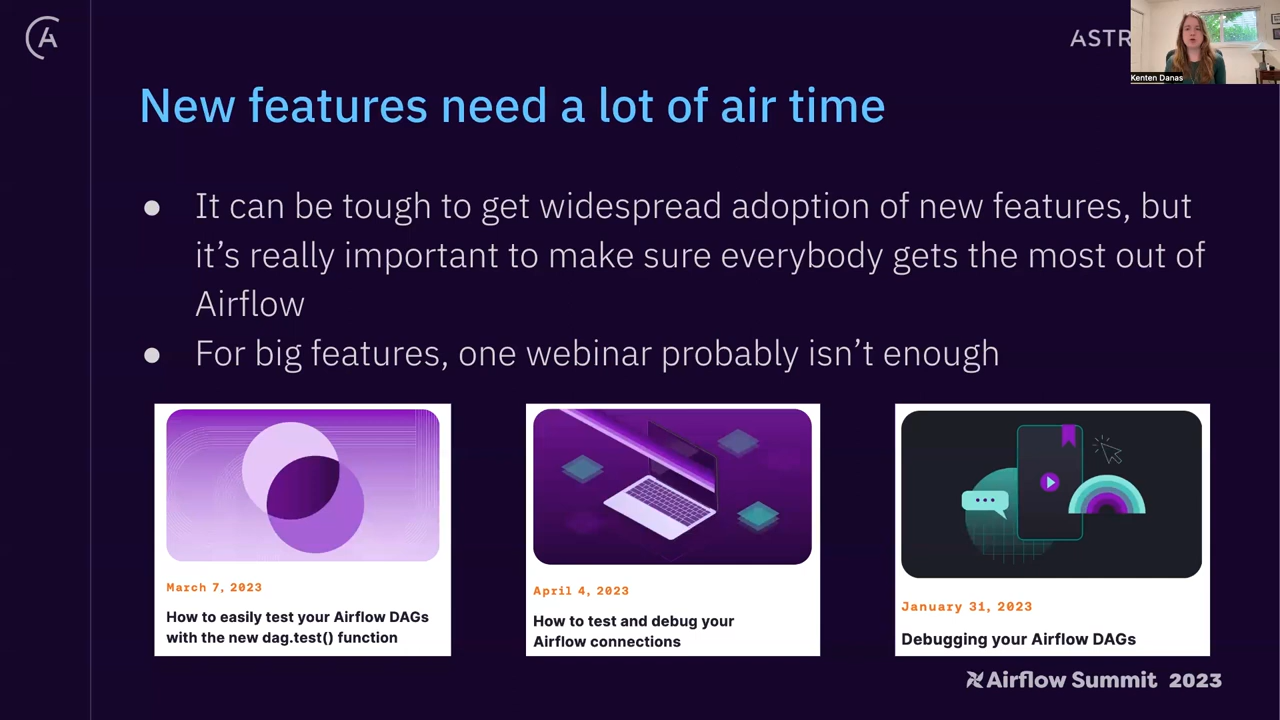 ASTR
Kenten Danas
New features need a lot of air time
● It can be tough to get widespread adoption of new features, but
it's really important to make sure everybody gets the most out of
Airflow
● For big features, one webinar probably isn't enough
March 7, 2023
How to easily test your Airflow DAGs
with the new dag.test() function
April 4, 2023
How to test and debug your
Airflow connections
January 31, 2023
Debugging your Airflow DAGs
Airflow Summit 2023